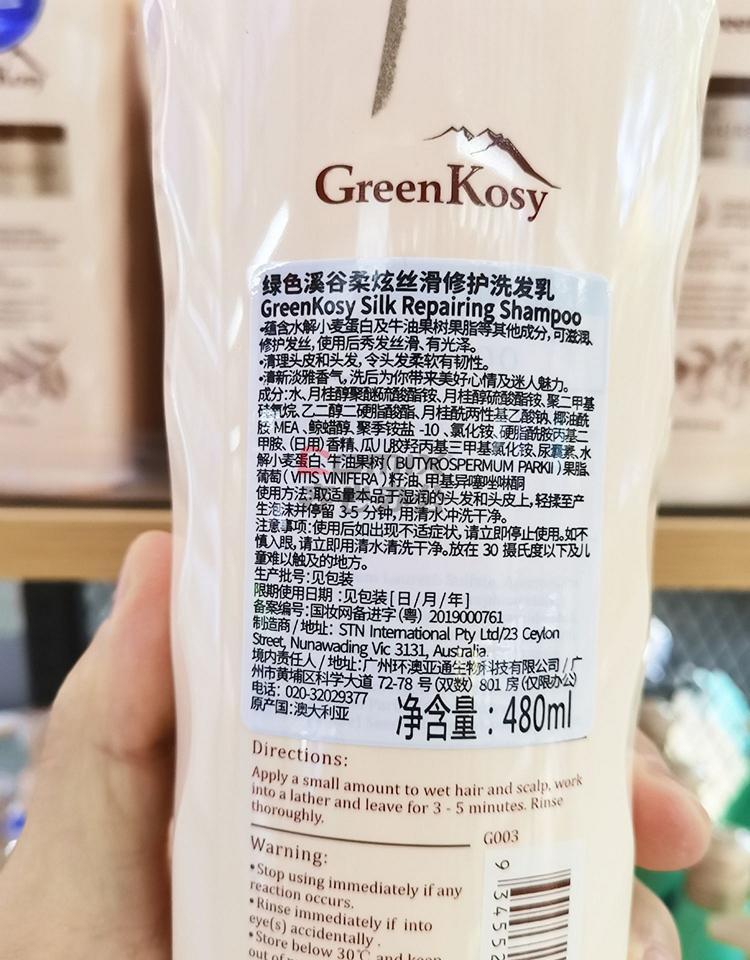 GreenKosy
绿色溪谷柔炫丝滑修护洗发乳
GreenKosy Silk Repairing Shampoo
•蕴含水解小麦蛋白及牛油果树果脂等其他成分,可滋润、
修护发丝,使用后秀发丝滑、有光泽。
•清理头皮和头发,令头发柔软有韧性。
•清新淡雅香气,洗后为你带来美好心情及迷人魅力。
成分:水、月桂醇聚醚硫酸酯铵、月桂醇硫酸酯铵、聚二甲基
硅氧烷、乙二醇二硬脂酸酯、月桂酰两性基乙酸钠、椰油酰
胺 MEA、鲸蜡醇、聚季铵盐 -10、氯化铵、硬脂酰胺丙基二
甲胺、(日用)香精、瓜儿胶羟丙基三甲基氯化铵、尿囊素、水
解小麦蛋白、牛油果树(BUTYROSPERMUM PARKII)果脂、
葡萄(VITIS VINIFERA)籽油、甲基异噻唑啉酮
使用方法:取适量本品于湿润的头发和头皮上,轻揉至产
生泡沫并停留 3-5 分钟,用清水冲洗干净。
注意事项:使用后如出现不适症状,请立即停止使用。如不
慎入眼,请立即用清水清洗干净。放在 30 摄氏度以下及儿
童难以触及的地方。
生产批号:见包装
限期使用日期:见包装[日/月/年]
备案编号:国妆网备进字(粤)2019000761
制造商/地址: STN International Pty Ltd/23 Ceylon
Street, Nunawading Vic 3131, Australia.
境内责任人/地址:广州环澳亚通生物科技有限公司/广
州市黄埔区科学大道 72-78 号(双数)801 房(仅限办公)
电话: 020-32029377
原产国:澳大利亚
净含量:480ml
Directions:
Apply a small amount to wet hair and scalp, work
into a lather and leave for 3 - 5 minutes. Rinse
thoroughly.
G003
Warning:
•Stop using immediately if any
reaction occurs.
•Rinse immediately if into
eye(s) accidentally.
•Store below 30℃ and keep
out of
9 34552